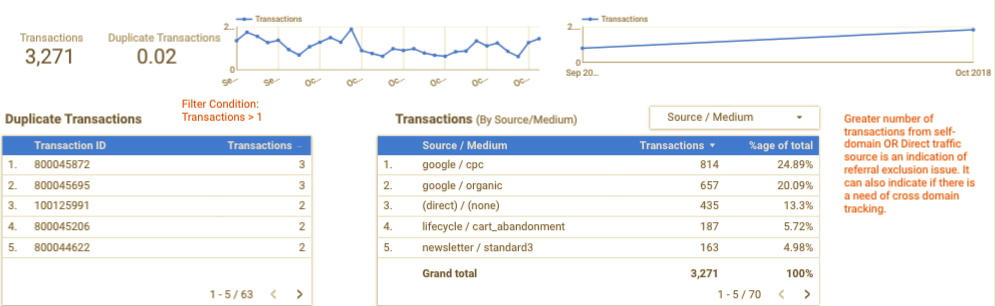 Transactions
3,271
Duplicate Transactions
0.02
Transactions
2
0
Se...
Se...
Oc...
Oc...
Oc...
Oc...
Oc...
Oc...
Transactions
2
0
Sep 20...
Oct 2018
Duplicate Transactions
Filter Condition:
Transactions > 1
Transaction ID Transactions
1. 800045872 3
2. 800045695 3
3. 100125991 2
4. 800045206 2
5. 800044622 2
1 - 5 / 63 < >
Transactions (By Source/Medium)
Source / Medium
Source / Medium Transactions %age of total
1. google / cpc 814 24.89%
2. google / organic 657 20.09%
3. (direct) / (none) 435 13.3%
4. lifecycle / cart_abandonment 187 5.72%
5. newsletter / standard3 163 4.98%
Grand total 3,271 100%
1 - 5 / 70 < >
Greater number of
transactions from self-
domain OR Direct traffic
source is an indication of
referral exclusion issue. It
can also indicate if there is
a need of cross domain
tracking.